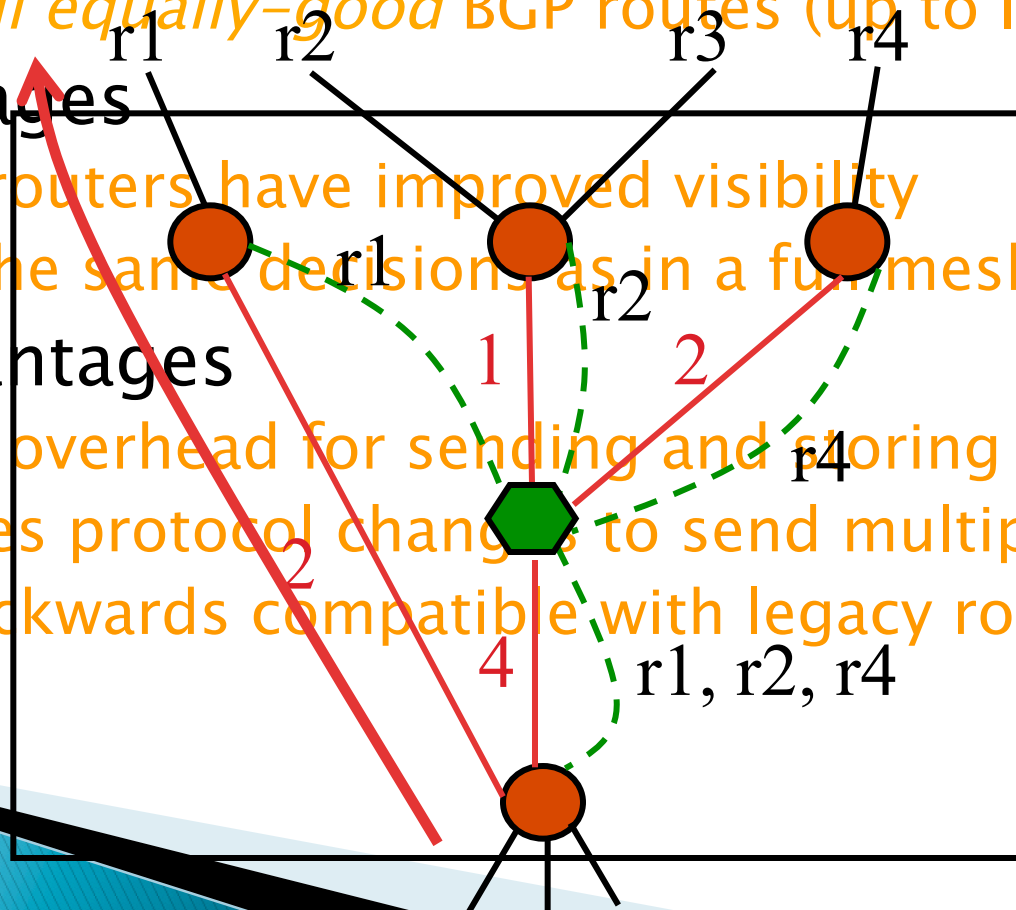 ll equally-good BGP routes (up to
r1 r2 r3 r4
ages
routers have improved visibility
he same decisions as in a full mesh
r1
r2
1
2
ntages
overhead for sending and storing
r4
es protocol changes to send multip
2
ckwards compatible with legacy ro
4
r1, r2, r4